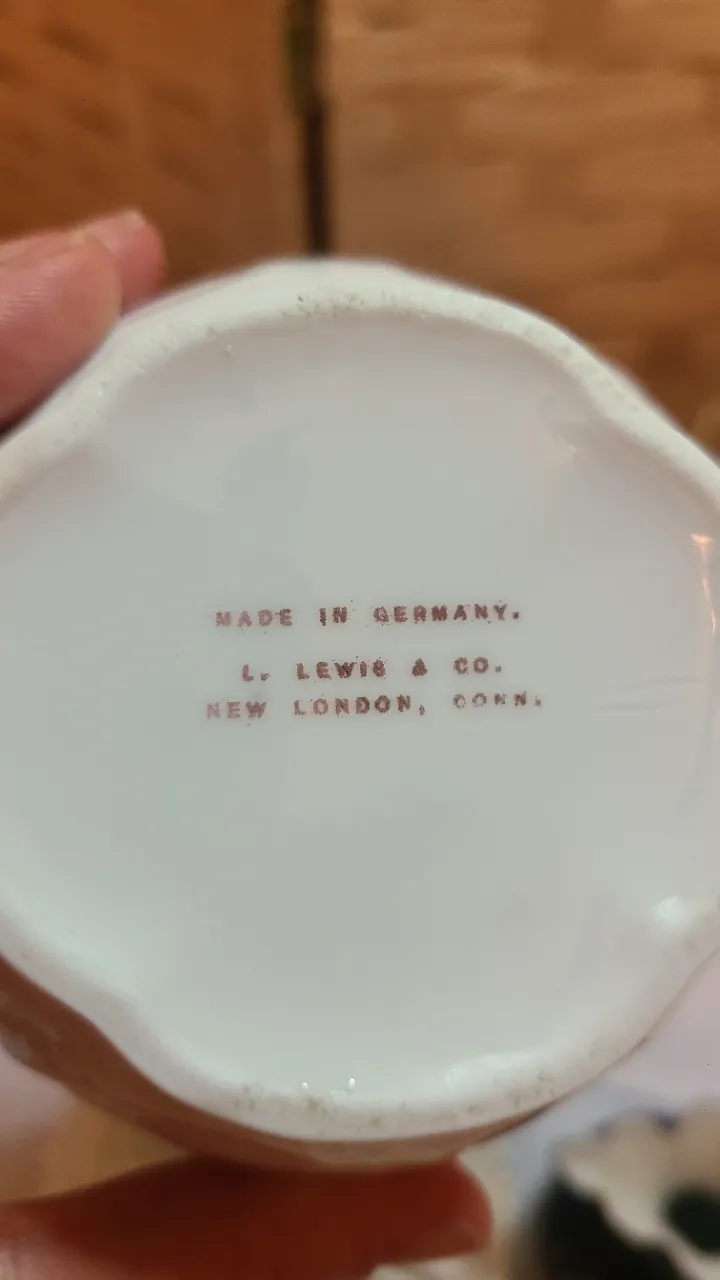 MADE IN GERMANY.
L. LEWIS & CO.
NEW LONDON, CONN.